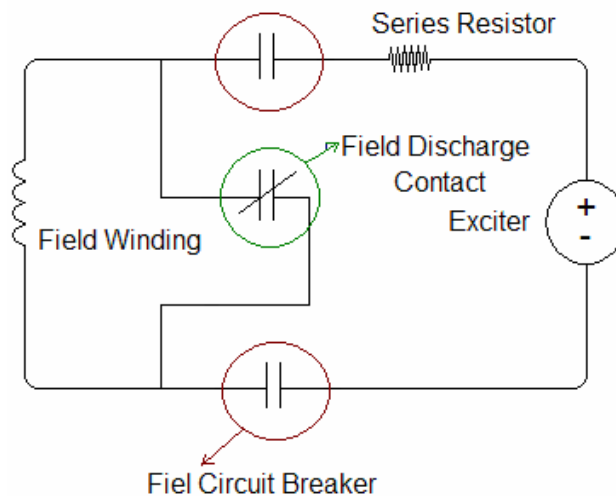 Series Resistor
Field Discharge
Contact
Exciter
+
-
Field Winding
Fiel Circuit Breaker